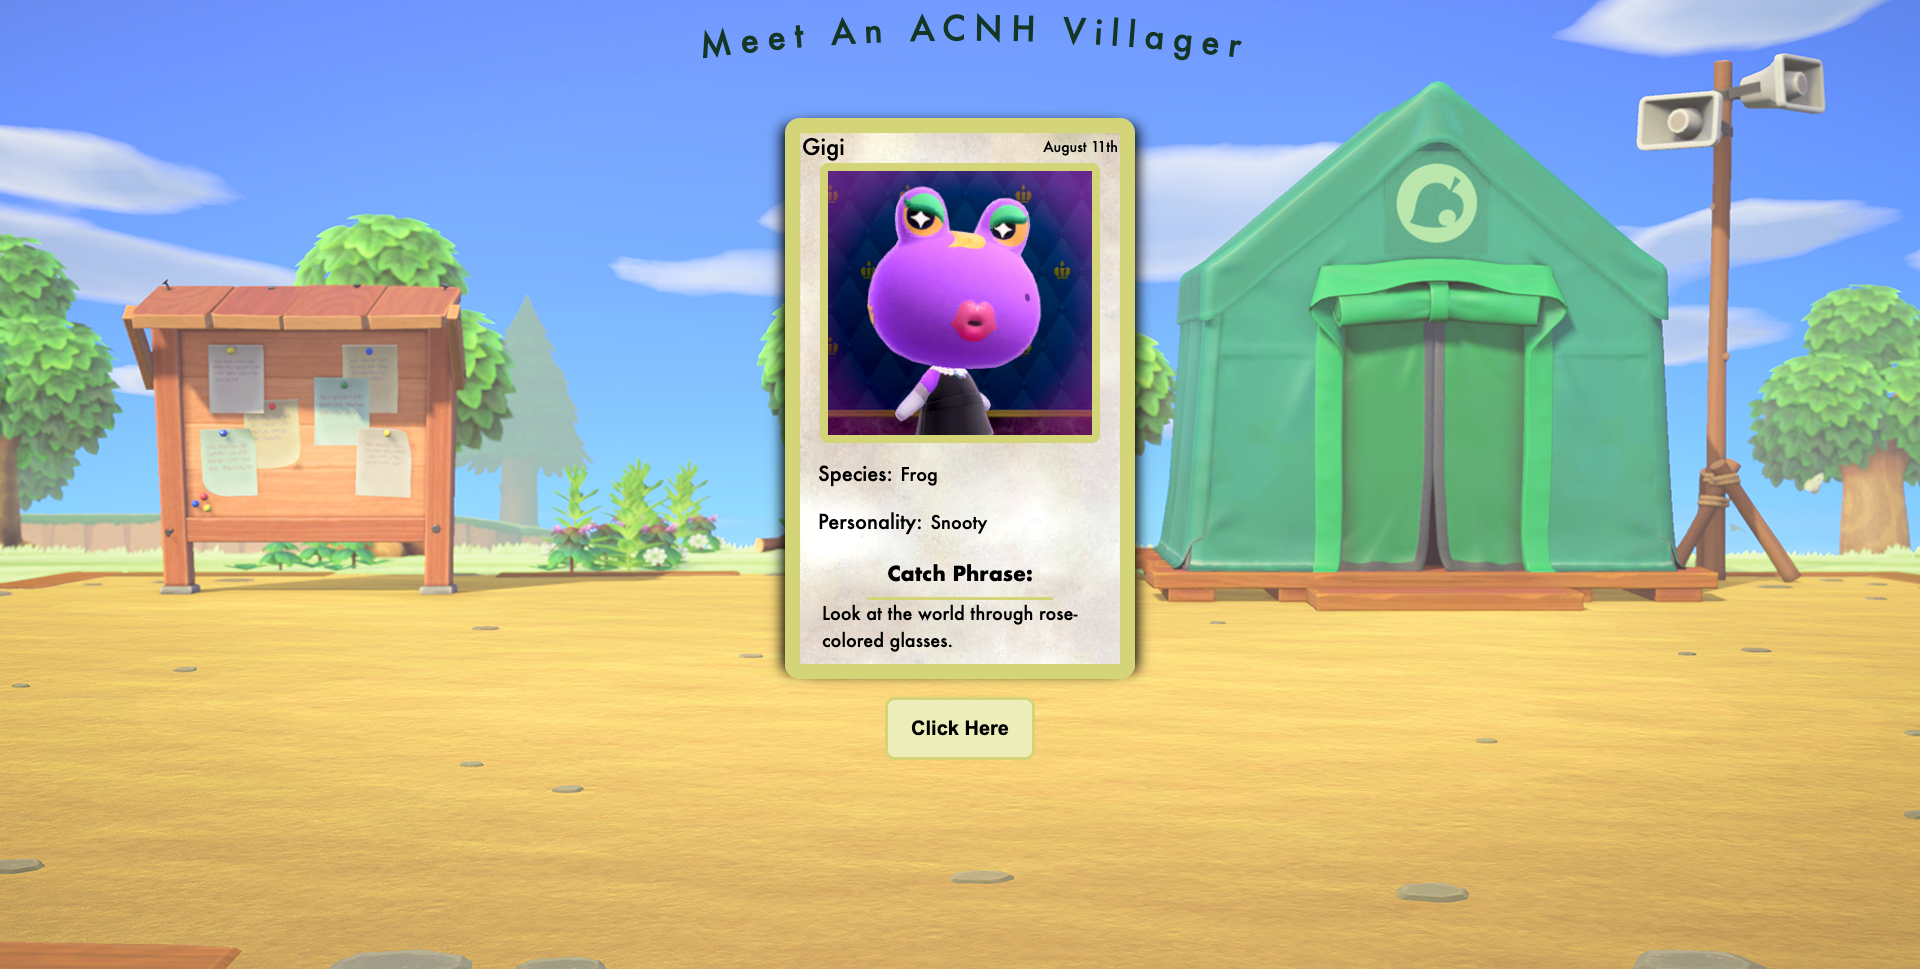 Meet An ACNH Villager
Gigi
August 11th
Species: Frog
Personality: Snooty
Catch Phrase:
Look at the world through rose-
colored glasses.
Click Here